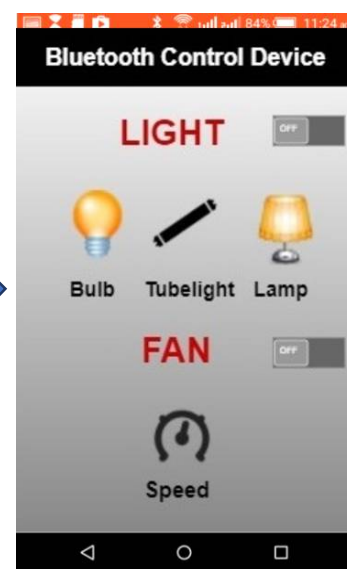 84% 11:24
Bluetooth Control Device
LIGHT OFF
Bulb Tubelight Lamp
FAN OFF
Speed